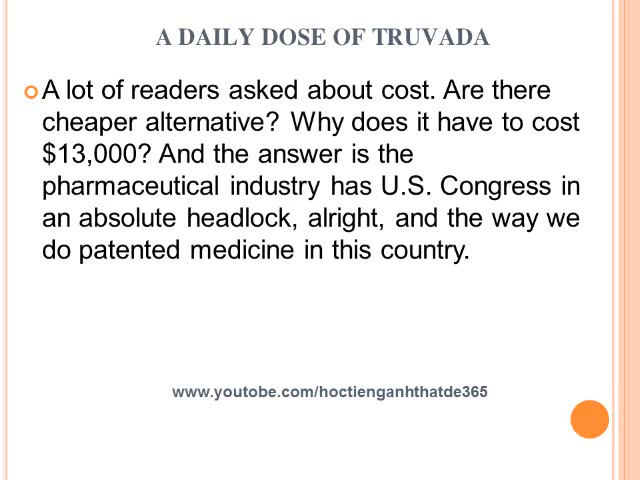 A DAILY DOSE OF TRUVADA
A lot of readers asked about cost. Are there
cheaper alternative? Why does it have to cost
$13,000? And the answer is the
pharmaceutical industry has U.S. Congress in
an absolute headlock, alright, and the way we
do patented medicine in this country.
www.youtobe.com/hoctienganhthatde365